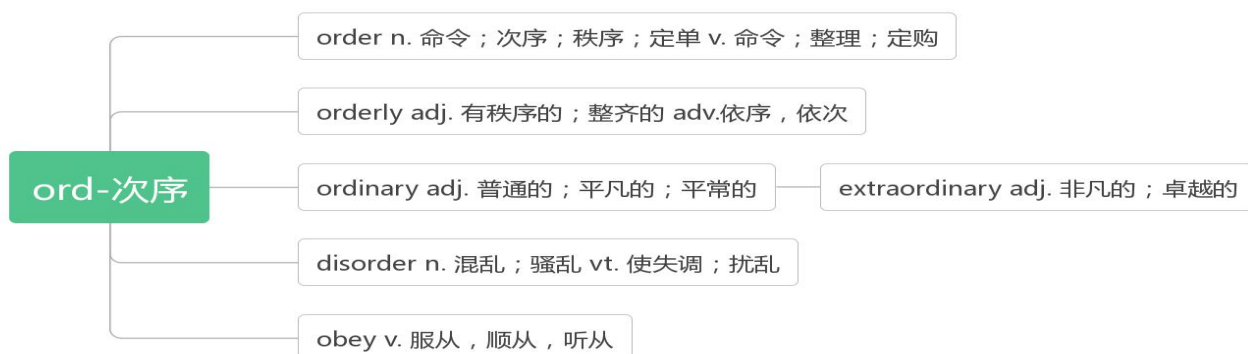 order n. 命令；次序；秩序；定单 v. 命令；整理；定购
orderly adj. 有秩序的；整齐的 adv.依序，依次
ord-次序
ordinary adj. 普通的；平凡的；平常的
extraordinary adj. 非凡的；卓越的
disorder n. 混乱；骚乱 vt. 使失调；扰乱
obey v. 服从，顺从，听从